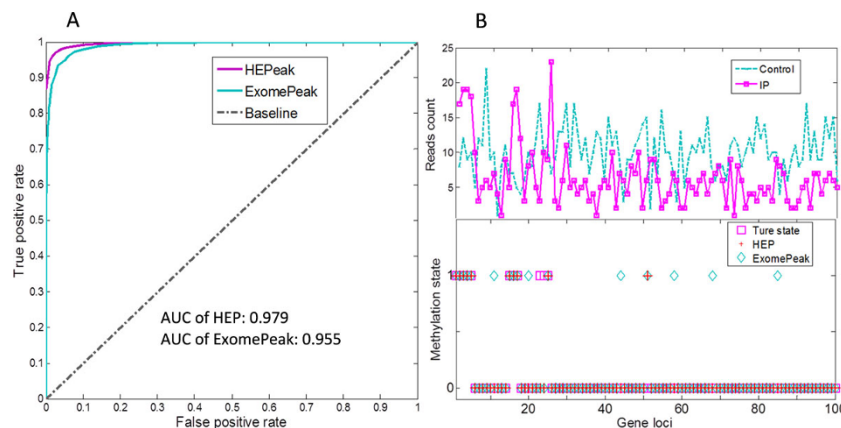 A
1
0.9
0.8
0.7
0.6
0.5
0.4
0.3
0.2
0.1
0
True positive rate
HEPeak
ExomePeak
Baseline
AUC of HEP: 0.979
AUC of ExomePeak: 0.955
0 0.1 0.2 0.3 0.4 0.5 0.6 0.7 0.8 0.9 1
False positive rate
B
25
20
15
10
5
Reads count
Control
IP
Ture state
HEP
ExomePeak
1
0
Methylation state
20 40 60 80 100
Gene loci